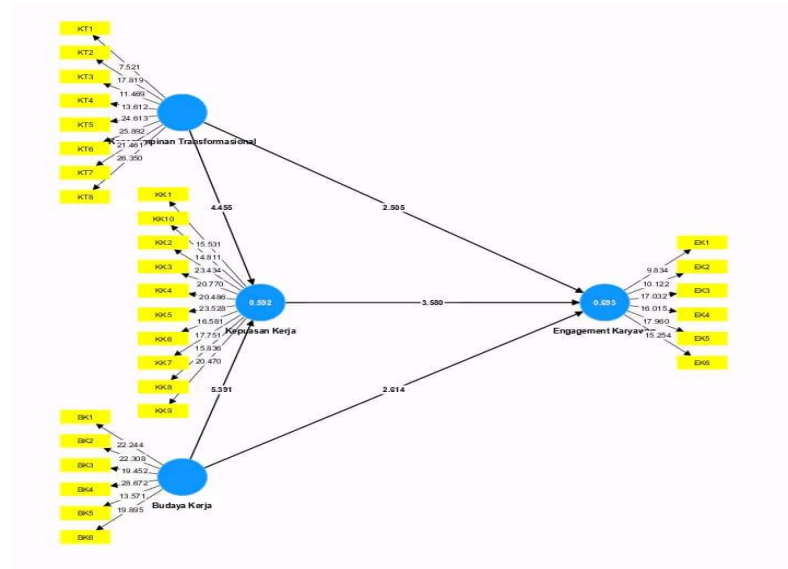 KT1
KT2
KT3
KT4
KT5
KT6
KT7
KT8
7.521
17.819
11.469
13.612
24.613
25.892
21.461
26.350
pinan Transformasional
4.455
2.505
KK1
KK10
KK2
KK3
KK4
KK5
KK6
KK7
KK8
KK9
15.531
14.811
23.434
20.770
20.486
23.528
16.581
17.751
15.836
20.470
0.592
Kepuasan Kerja
3.580
0.693
Engagement
EK1
EK2
EK3
EK4
EK5
EK6
9.834
10.122
17.032
16.015
17.960
15.254
5.391
2.614
BK1
BK2
BK3
BK4
BK5
BK6
22.244
22.308
19.452
28.672
13.571
19.895
Budaya Kerja